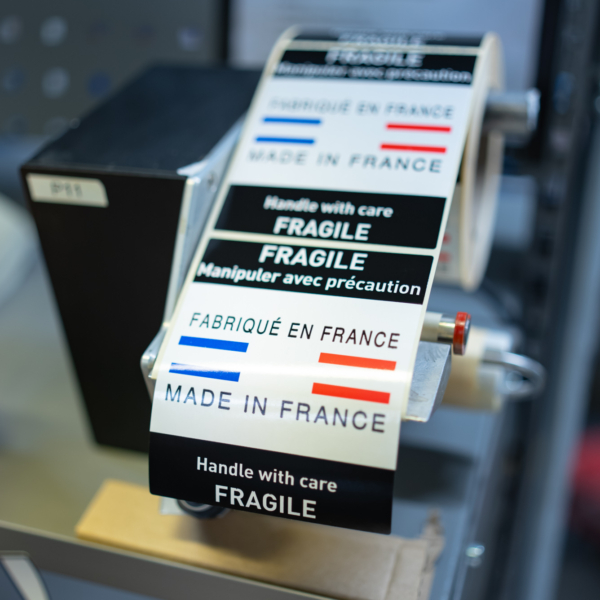 FRAGILE
FRAGILE
Manipuler avec précaution
FABRIQUÉ EN FRANCE
MADE IN FRANCE
Handle with care
FRAGILE
FRAGILE
Manipuler avec précaution
FABRIQUÉ EN FRANCE
MADE IN FRANCE
Handle with care
FRAGILE
P11